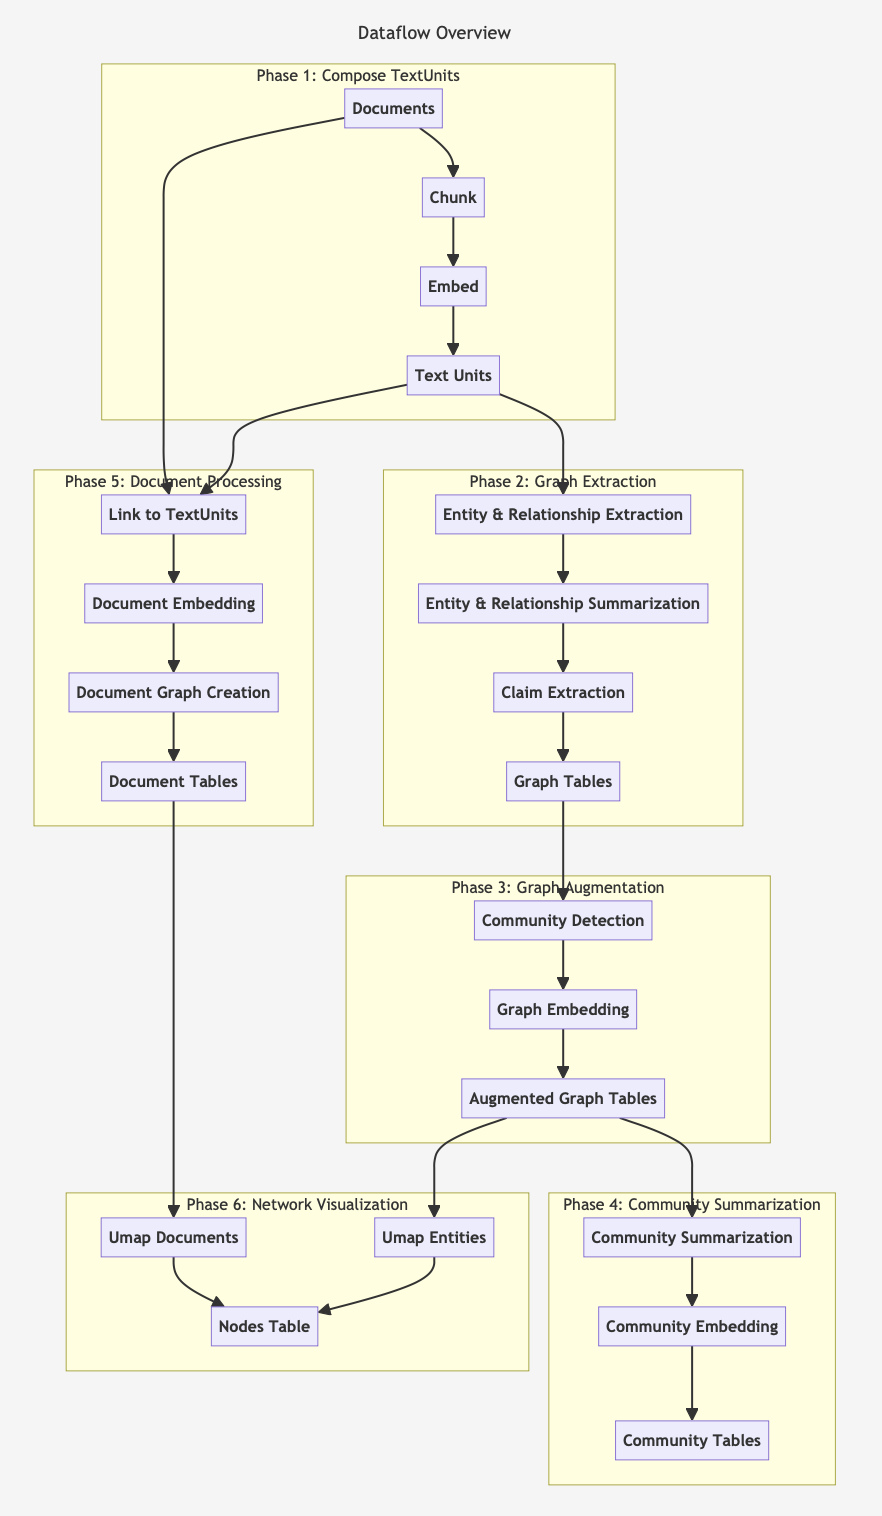 Dataflow Overview
Phase 1: Compose TextUnits
Documents
Chunk
Embed
Text Units
Phase 5: Document Processing
Link to TextUnits
Document Embedding
Document Graph Creation
Document Tables
Phase 2: Graph Extraction
Entity & Relationship Extraction
Entity & Relationship Summarization
Claim Extraction
Graph Tables
Phase 3: Graph Augmentation
Community Detection
Graph Embedding
Augmented Graph Tables
Phase 6: Network Visualization
Umap Documents
Umap Entities
Nodes Table
Phase 4: Community Summarization
Community Summarization
Community Embedding
Community Tables